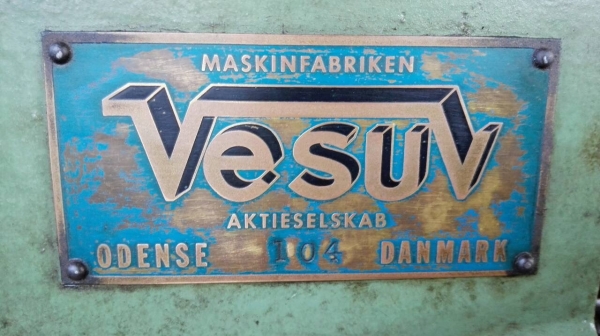 MASKINFABRIKEN
VesuV
AKTIESELSKAB
ODENSE 104 DANMARK